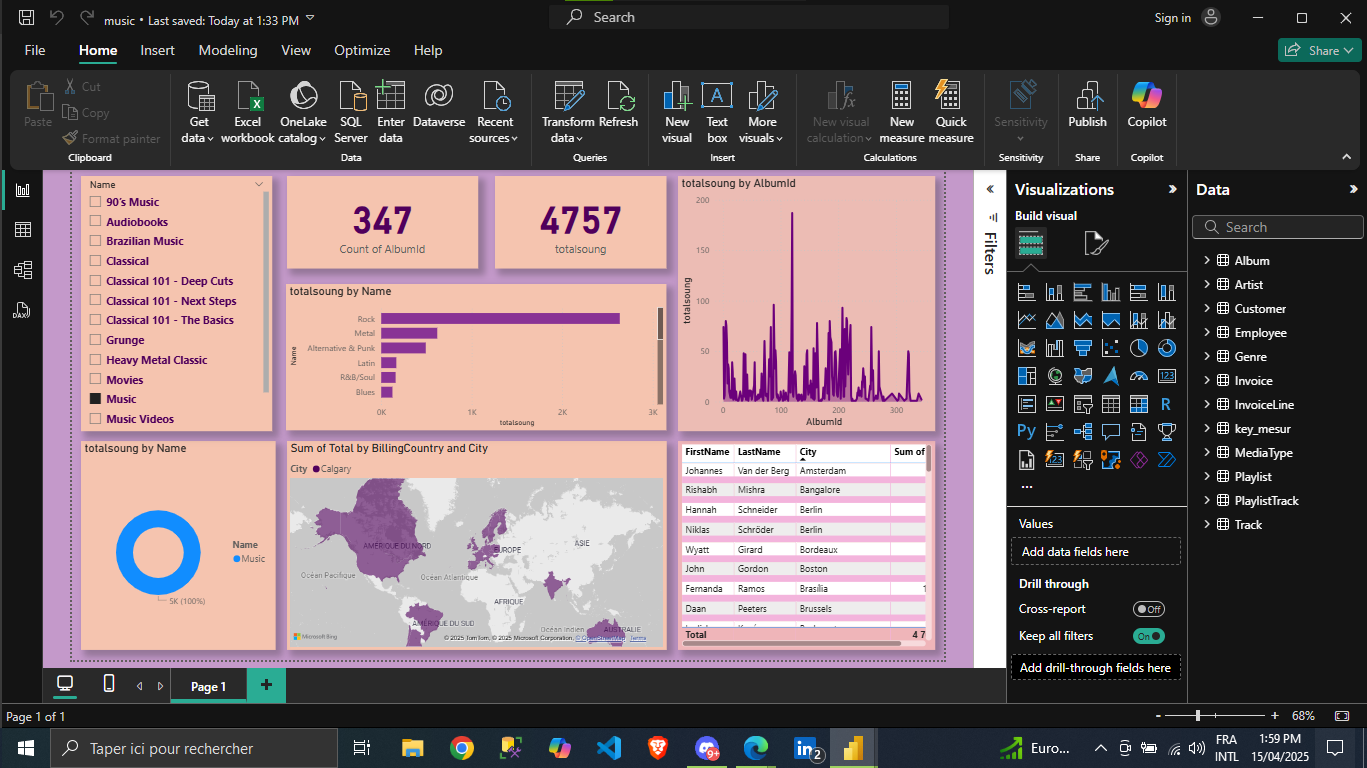 music • Last saved: Today at 1:33 PM
Search
Sign in
File Home Insert Modeling View Optimize Help
Share
Paste
Cut
Copy
Format painter
Clipboard
Get data
Excel workbook
OneLake catalog
SQL Server
Enter data
Dataverse
Recent sources
Data
Transform data
Refresh
Queries
New visual
Text box
More visuals
Insert
New visual calculation
New measure
Quick measure
Calculations
Sensitivity
Sensitivity
Publish
Share
Copilot
Copilot
Name
90's Music
Audiobooks
Brazilian Music
Classical
Classical 101 - Deep Cuts
Classical 101 - Next Steps
Classical 101 - The Basics
Grunge
Heavy Metal Classic
Movies
Music
Music Videos
347
Count of AlbumId
4757
totalsoung
totalsoung by Name
Name
Rock
Metal
Alternative & Punk
Latin
R&B/Soul
Blues
0K 1K 2K 3K
totalsoung
totalsoung by AlbumId
totalsoung
200
150
100
50
0
0 100 200 300
AlbumId
totalsoung by Name
Name
Music
5K (100%)
Sum of Total by BillingCountry and City
City Calgary
AMÉRIQUE DU NORD
EUROPE
ASIE
Océan Pacifique
Océan Atlantique
AFRIQUE
AMÉRIQUE DU SUD
Océan Indien
AUSTRALIE
Microsoft Bing
© 2025 TomTom, © 2025 Microsoft Corporation, © OpenStreetMap Terms
FirstName LastName City Sum of
Johannes Van der Berg Amsterdam
Rishabh Mishra Bangalore
Hannah Schneider Berlin
Niklas Schröder Berlin
Wyatt Girard Bordeaux
John Gordon Boston
Fernanda Ramos Brasília 1
Daan Peeters Brussels
Total 4 7
Filters
Visualizations
Build visual
123
R
Py
123
...
Values
Add data fields here
Drill through
Cross-report
Off
Keep all filters
On
Add drill-through fields here
Data
Search
Album
Artist
Customer
Employee
Genre
Invoice
InvoiceLine
key_mesur
MediaType
Playlist
PlaylistTrack
Track
DAX
Page 1
+
Page 1 of 1
- + 68%
Taper ici pour rechercher
9+
2
Euro...
FRA
INTL
1:59 PM
15/04/2025